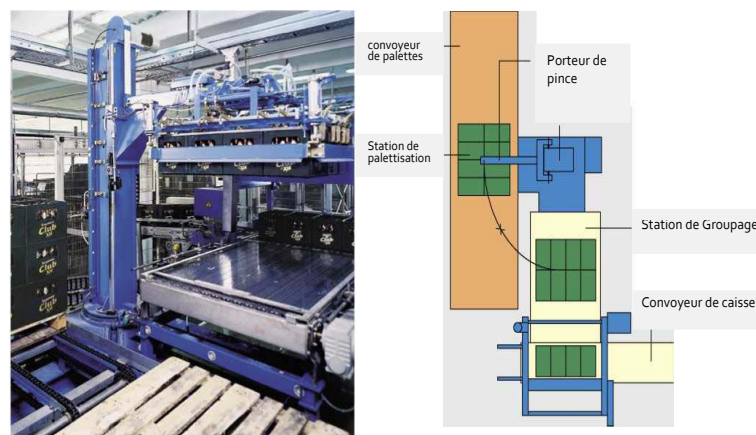 Club
Club
Club
convoyeur
de palettes
Porteur de
pince
Station de
palettisation
Station de Groupage
Convoyeur de caisse